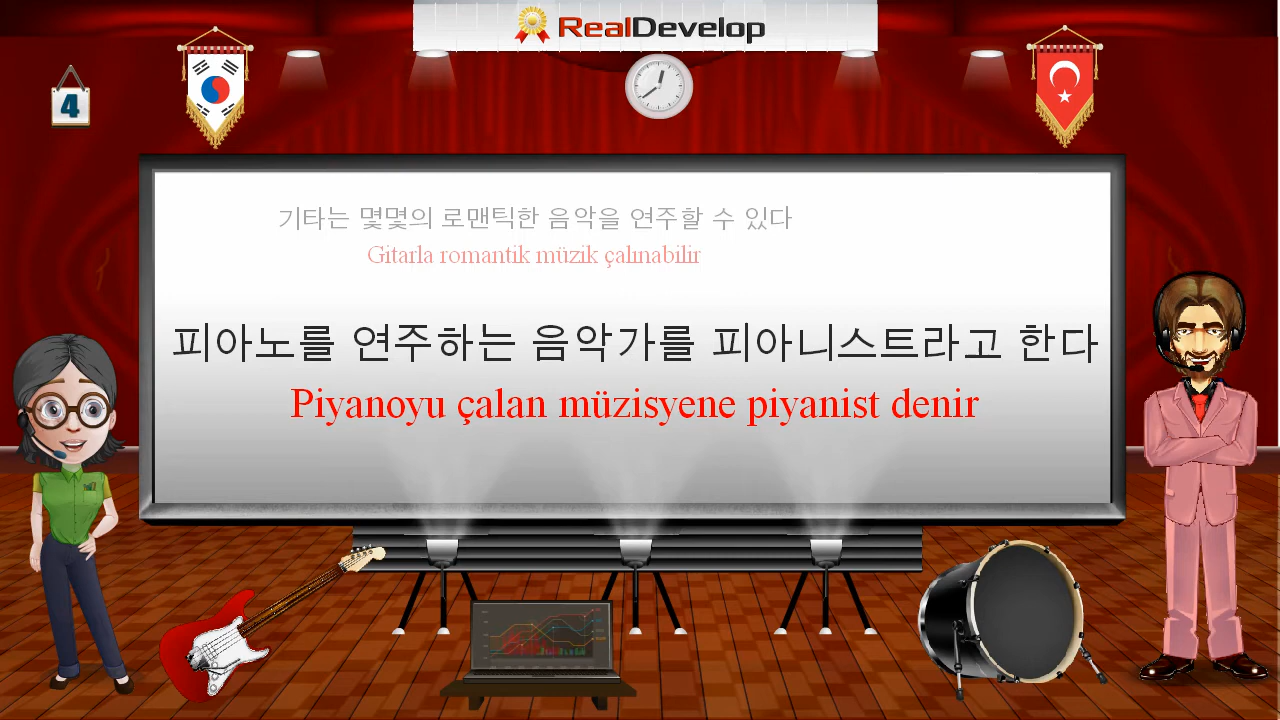 RealDevelop
4
기타는 몇몇의 로맨틱한 음악을 연주할 수 있다
Gitarla romantik müzik çalınabilir
피아노를 연주하는 음악가를 피아니스트라고 한다
Piyanoyu çalan müzisyene piyanist denir